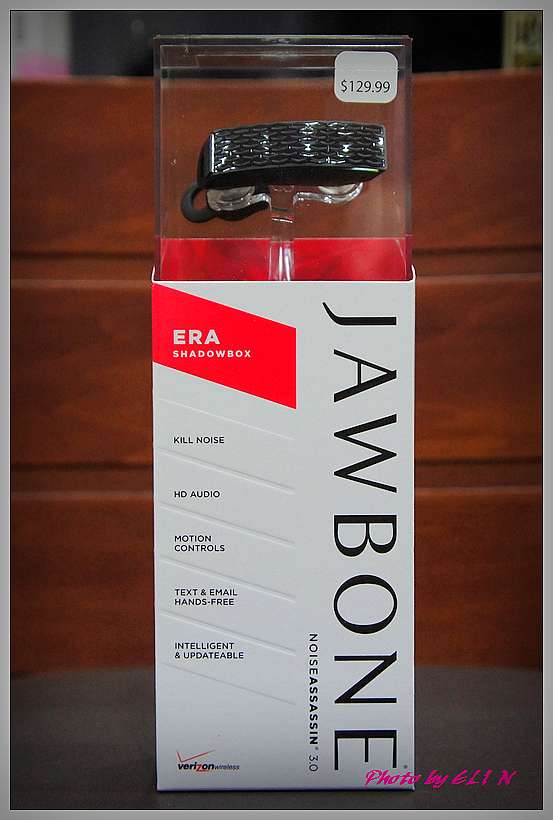 $129.99
ERA
SHADOWBOX
KILL NOISE
HD AUDIO
MOTION
CONTROLS
TEXT & EMAIL
HANDS-FREE
INTELLIGENT
& UPDATEABLE
verizonwireless
JAWBONE®
NOISEASSASSIN® 3.0
Photo by ELI N